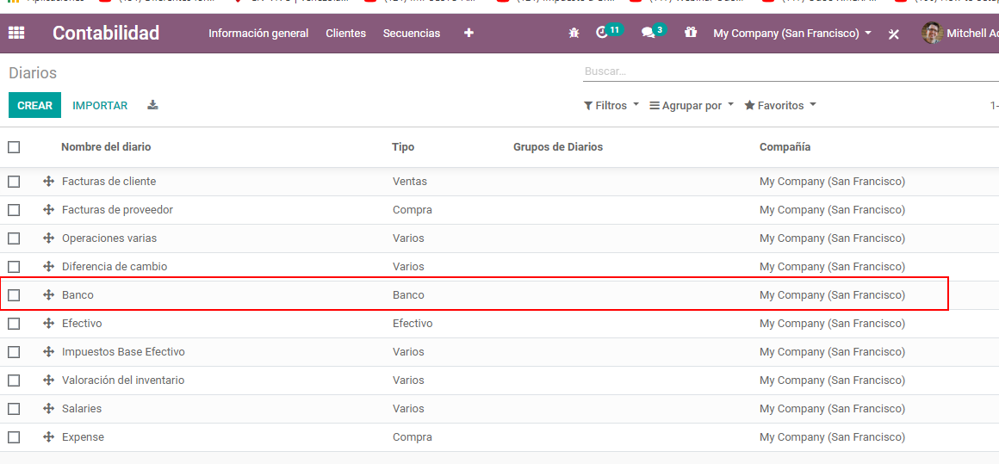 Contabilidad Información general Clientes Secuencias 11 3 My Company (San Francisco) Mitchell
Diarios Buscar...
CREAR IMPORTAR Filtros Agrupar por Favoritos 1-
Nombre del diario Tipo Grupos de Diarios Compañía
Facturas de cliente Ventas My Company (San Francisco)
Facturas de proveedor Compra My Company (San Francisco)
Operaciones varias Varios My Company (San Francisco)
Diferencia de cambio Varios My Company (San Francisco)
Banco Banco My Company (San Francisco)
Efectivo Efectivo My Company (San Francisco)
Impuestos Base Efectivo Varios My Company (San Francisco)
Valoración del inventario Varios My Company (San Francisco)
Salaries Varios My Company (San Francisco)
Expense Compra My Company (San Francisco)